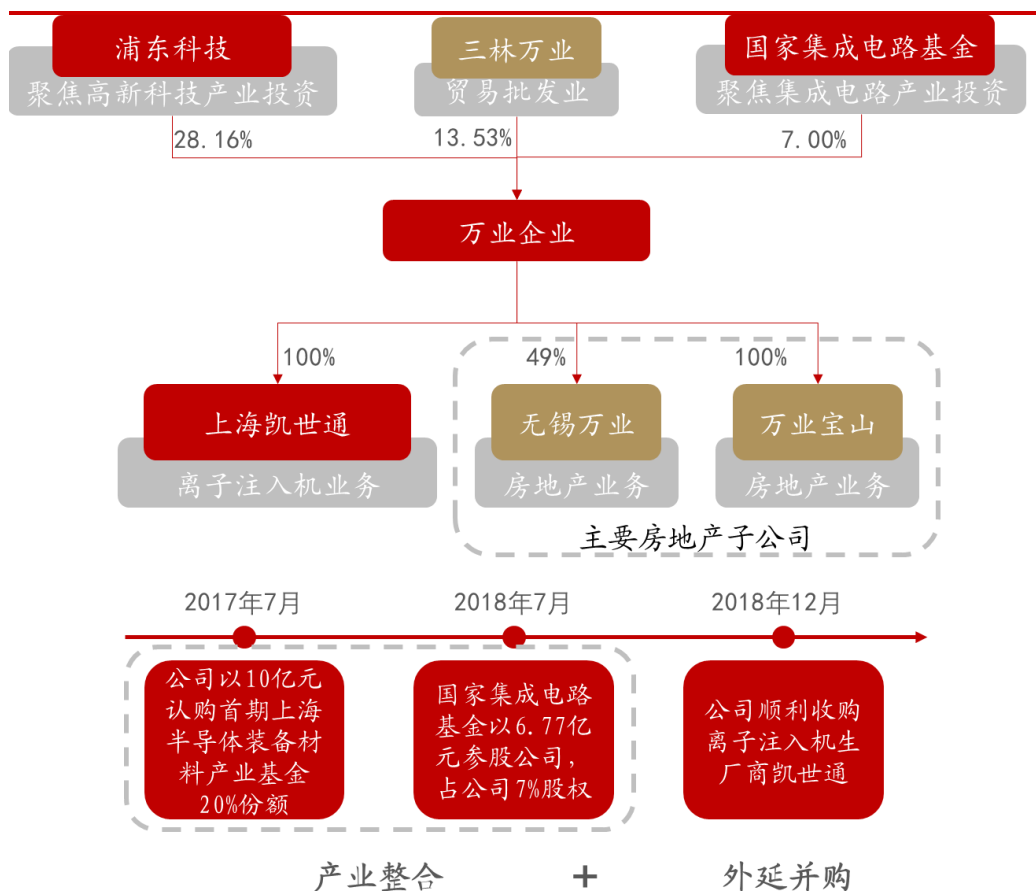 浦东科技
三林万业
国家集成电路基金
聚焦高新科技产业投资
贸易批发业
聚焦集成电路产业投资
28.16%
13.53%
7.00%
万业企业
100%
49%
100%
上海凯世通
无锡万业
万业宝山
离子注入机业务
房地产业务
房地产业务
主要房地产子公司
2017年7月
2018年7月
2018年12月
公司以10亿元
认购首期上海
半导体装备材
料产业基金
20%份额
国家集成电路
基金以6.77亿
元参股公司，
占公司7%股权
公司顺利收购
离子注入机生
厂商凯世通
产业整合
+
外延并购